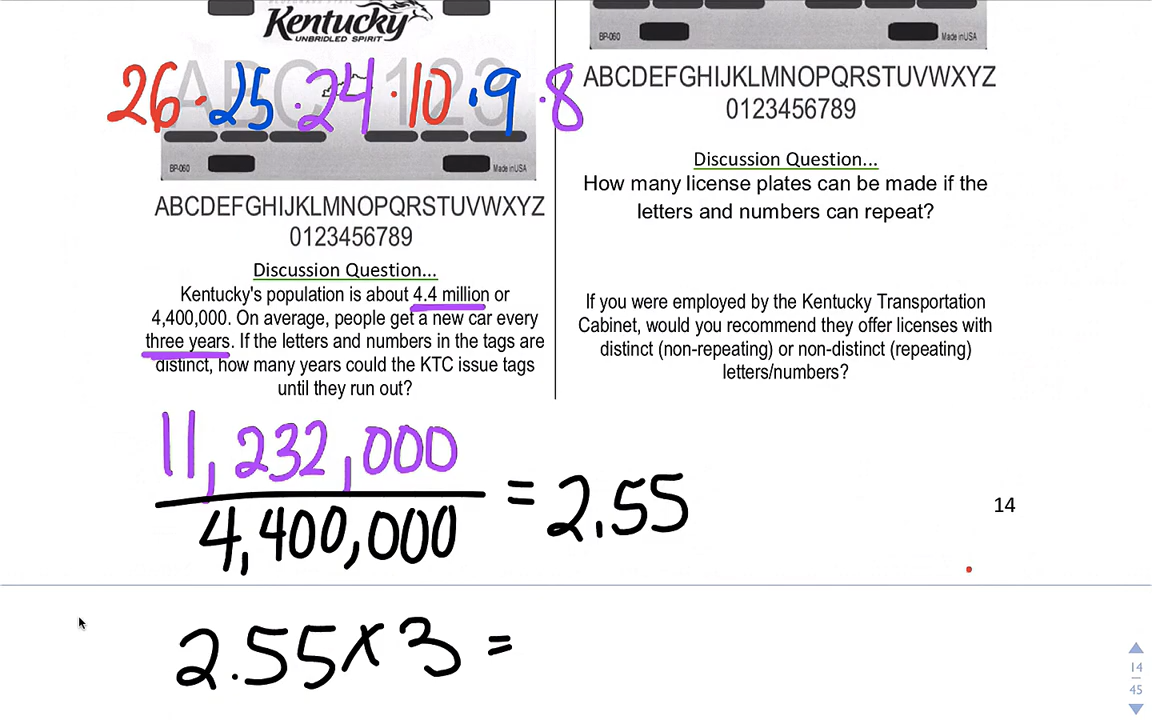 Kentucky
UNBRIDLED SPIRIT
ABC 123
26 · 25 · 24 · 10 · 9 · 8
BP-060 Made in USA
ABCDEFGHIJKLMNOPQRSTUVWXYZ
0123456789
Discussion Question...
Kentucky's population is about 4.4 million or
4,400,000. On average, people get a new car every
three years. If the letters and numbers in the tags are
distinct, how many years could the KTC issue tags
until they run out?
11,232,000
4,400,000
= 2.55
2.55 x 3 =
BP-060 Made in USA
ABCDEFGHIJKLMNOPQRSTUVWXYZ
0123456789
Discussion Question...
How many license plates can be made if the
letters and numbers can repeat?
If you were employed by the Kentucky Transportation
Cabinet, would you recommend they offer licenses with
distinct (non-repeating) or non-distinct (repeating)
letters/numbers?
14
14
45